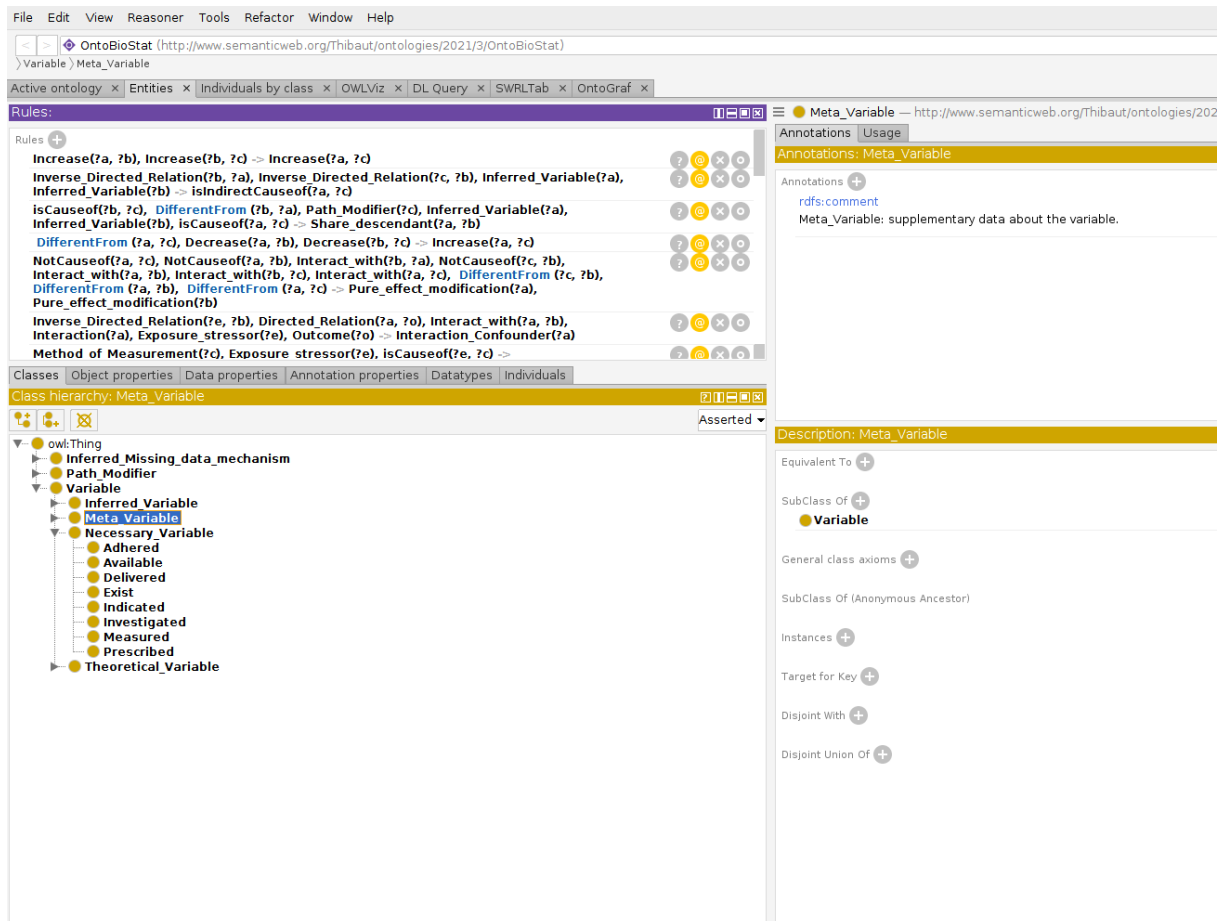 File Edit View Reasoner Tools Refactor Window Help
< > OntoBioStat (http://www.semanticweb.org/Thibaut/ontologies/2021/3/OntoBioStat)
〉Variable 〉Meta_Variable
Active ontology × Entities × Individuals by class × OWLViz × DL Query × SWRLTab × OntoGraf ×
Rules:
Rules
Increase(?a, ?b), Increase(?b, ?c) -> Increase(?a, ?c)
Inverse_Directed_Relation(?b, ?a), Inverse_Directed_Relation(?c, ?b), Inferred_Variable(?a),
Inferred_Variable(?b) -> isIndirectCauseof(?a, ?c)
isCauseof(?b, ?c), DifferentFrom (?b, ?a), Path_Modifier(?c), Inferred_Variable(?a),
Inferred_Variable(?b), isCauseof(?a, ?c) -> Share_descendant(?a, ?b)
DifferentFrom (?a, ?c), Decrease(?a, ?b), Decrease(?b, ?c) -> Increase(?a, ?c)
NotCauseof(?a, ?c), NotCauseof(?a, ?b), Interact_with(?b, ?a), NotCauseof(?c, ?b),
Interact_with(?a, ?b), Interact_with(?b, ?c), Interact_with(?a, ?c), DifferentFrom (?c, ?b),
DifferentFrom (?a, ?b), DifferentFrom (?a, ?c) -> Pure_effect_modification(?a),
Pure_effect_modification(?b)
Inverse_Directed_Relation(?e, ?b), Directed_Relation(?a, ?o), Interact_with(?a, ?b),
Interaction(?a), Exposure_stressor(?e), Outcome(?o) -> Interaction_Confounder(?a)
Method_of_Measurement(?c), Exposure_stressor(?e), isCauseof(?e, ?c) ->
Classes Object properties Data properties Annotation properties Datatypes Individuals
Class hierarchy: Meta_Variable
Asserted
owl:Thing
Inferred_Missing_data_mechanism
Path_Modifier
Variable
Inferred_Variable
Meta_Variable
Necessary_Variable
Adhered
Available
Delivered
Exist
Indicated
Investigated
Measured
Prescribed
Theoretical_Variable
Meta_Variable — http://www.semanticweb.org/Thibaut/ontologies/202
Annotations Usage
Annotations: Meta_Variable
Annotations
rdfs:comment
Meta_Variable: supplementary data about the variable.
Description: Meta_Variable
Equivalent To
SubClass Of
Variable
General class axioms
SubClass Of (Anonymous Ancestor)
Instances
Target for Key
Disjoint With
Disjoint Union Of